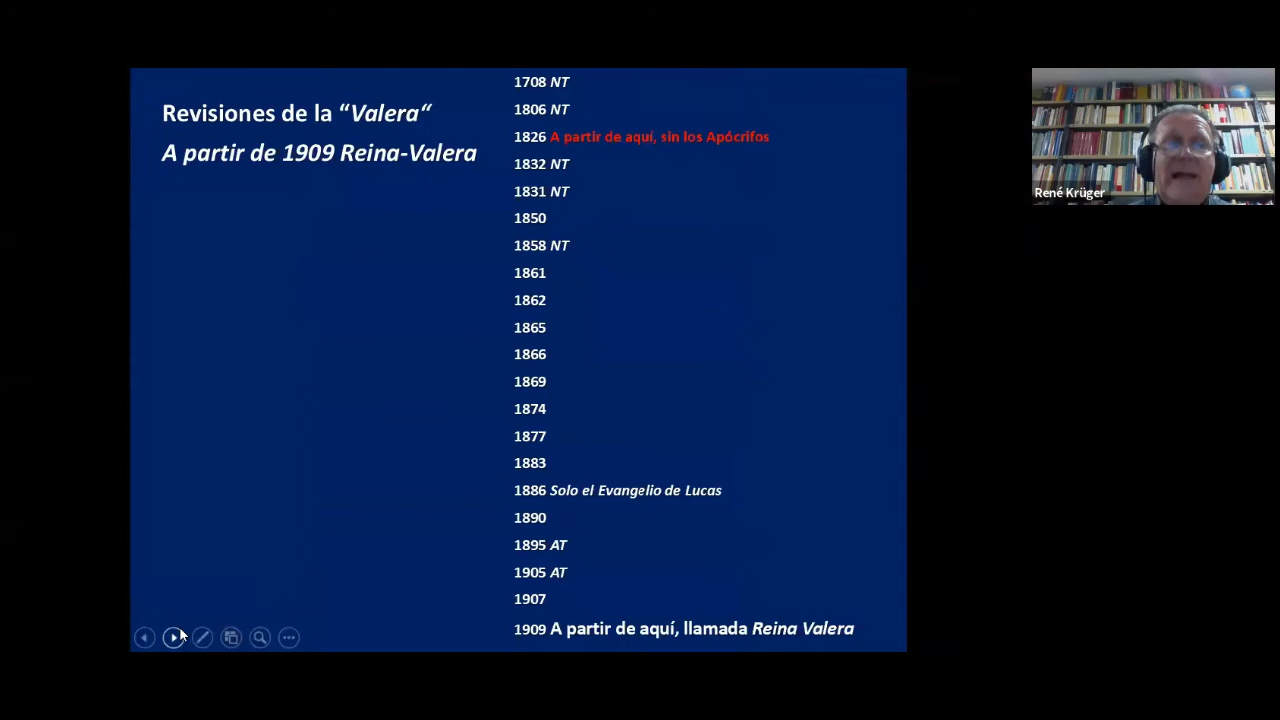 Revisiones de la “Valera“
A partir de 1909 Reina-Valera
1708 NT
1806 NT
1826 A partir de aquí, sin los Apócrifos
1832 NT
1831 NT
1850
1858 NT
1861
1862
1865
1866
1869
1874
1877
1883
1886 Solo el Evangelio de Lucas
1890
1895 AT
1905 AT
1907
1909 A partir de aquí, llamada Reina Valera
René Krüger